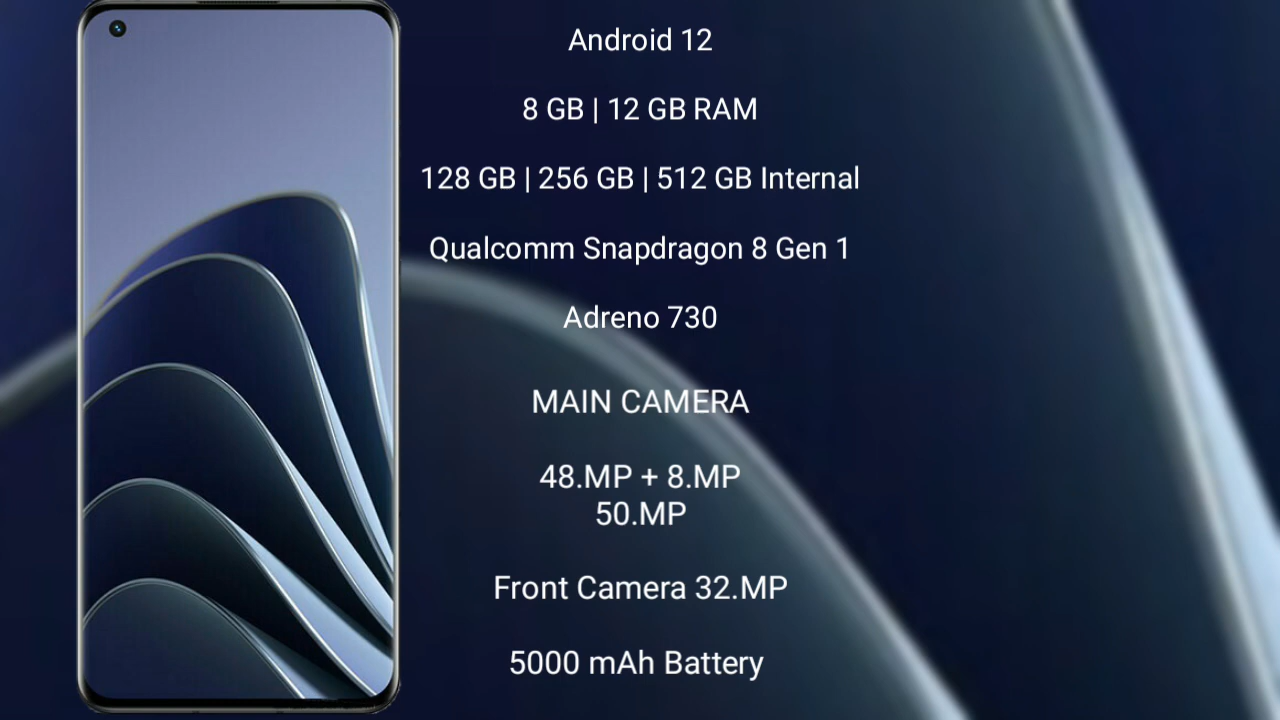 Android 12
8 GB | 12 GB RAM
128 GB | 256 GB | 512 GB Internal
Qualcomm Snapdragon 8 Gen 1
Adreno 730
MAIN CAMERA
48.MP + 8.MP
50.MP
Front Camera 32.MP
5000 mAh Battery